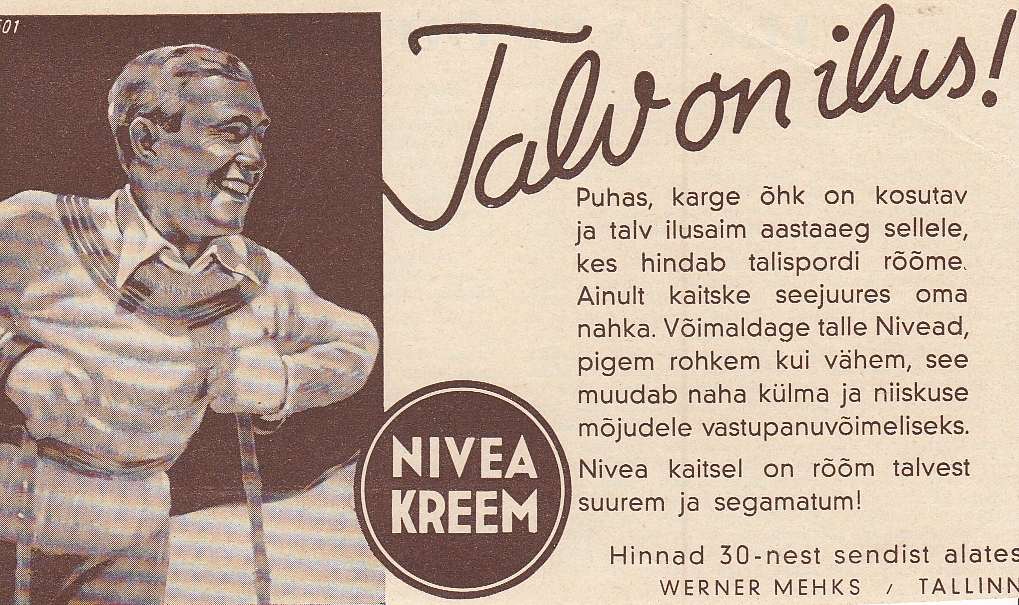 501
Talv on ilus!
Puhas, karge õhk on kosutav
ja talv ilusaim aastaaeg sellele,
kes hindab talispordi rõõme.
Ainult kaitske seejuures oma
nahka. Võimaldage talle Nivead,
pigem rohkem kui vähem, see
muudab naha külma ja niiskuse
mõjudele vastupanuvõimeliseks.
Nivea kaitsel on rõõm talvest
suurem ja segamatum!
NIVEA
KREEM
Hinnad 30-nest sendist alates
WERNER MEHKS / TALLINN